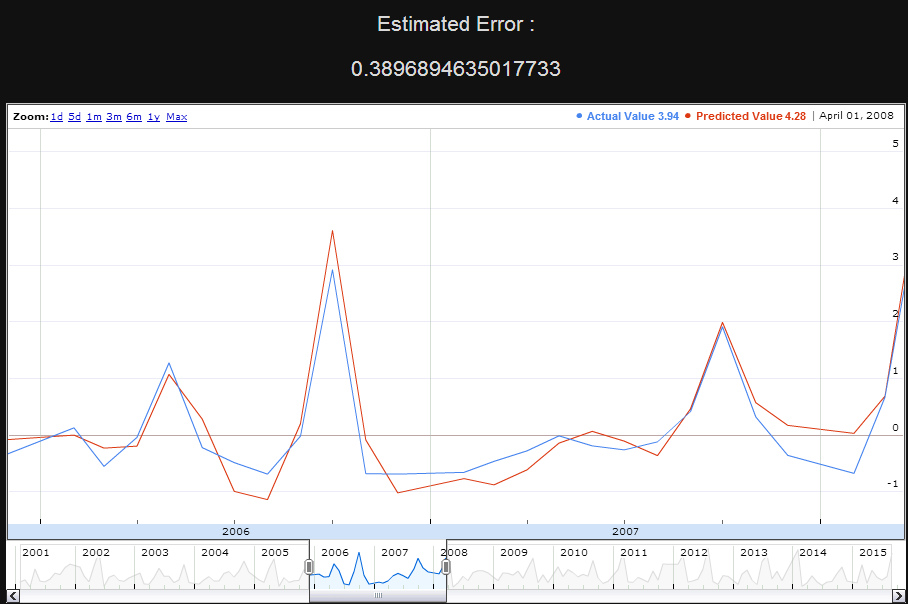 Estimated Error :
0.3896894635017733
Zoom: 1d 5d 1m 3m 6m 1y Max
Actual Value 3.94 Predicted Value 4.28 | April 01, 2008
5
4
3
2
1
0
-1
2006 2007
2001 2002 2003 2004 2005 2006 2007 2008 2009 2010 2011 2012 2013 2014 2015